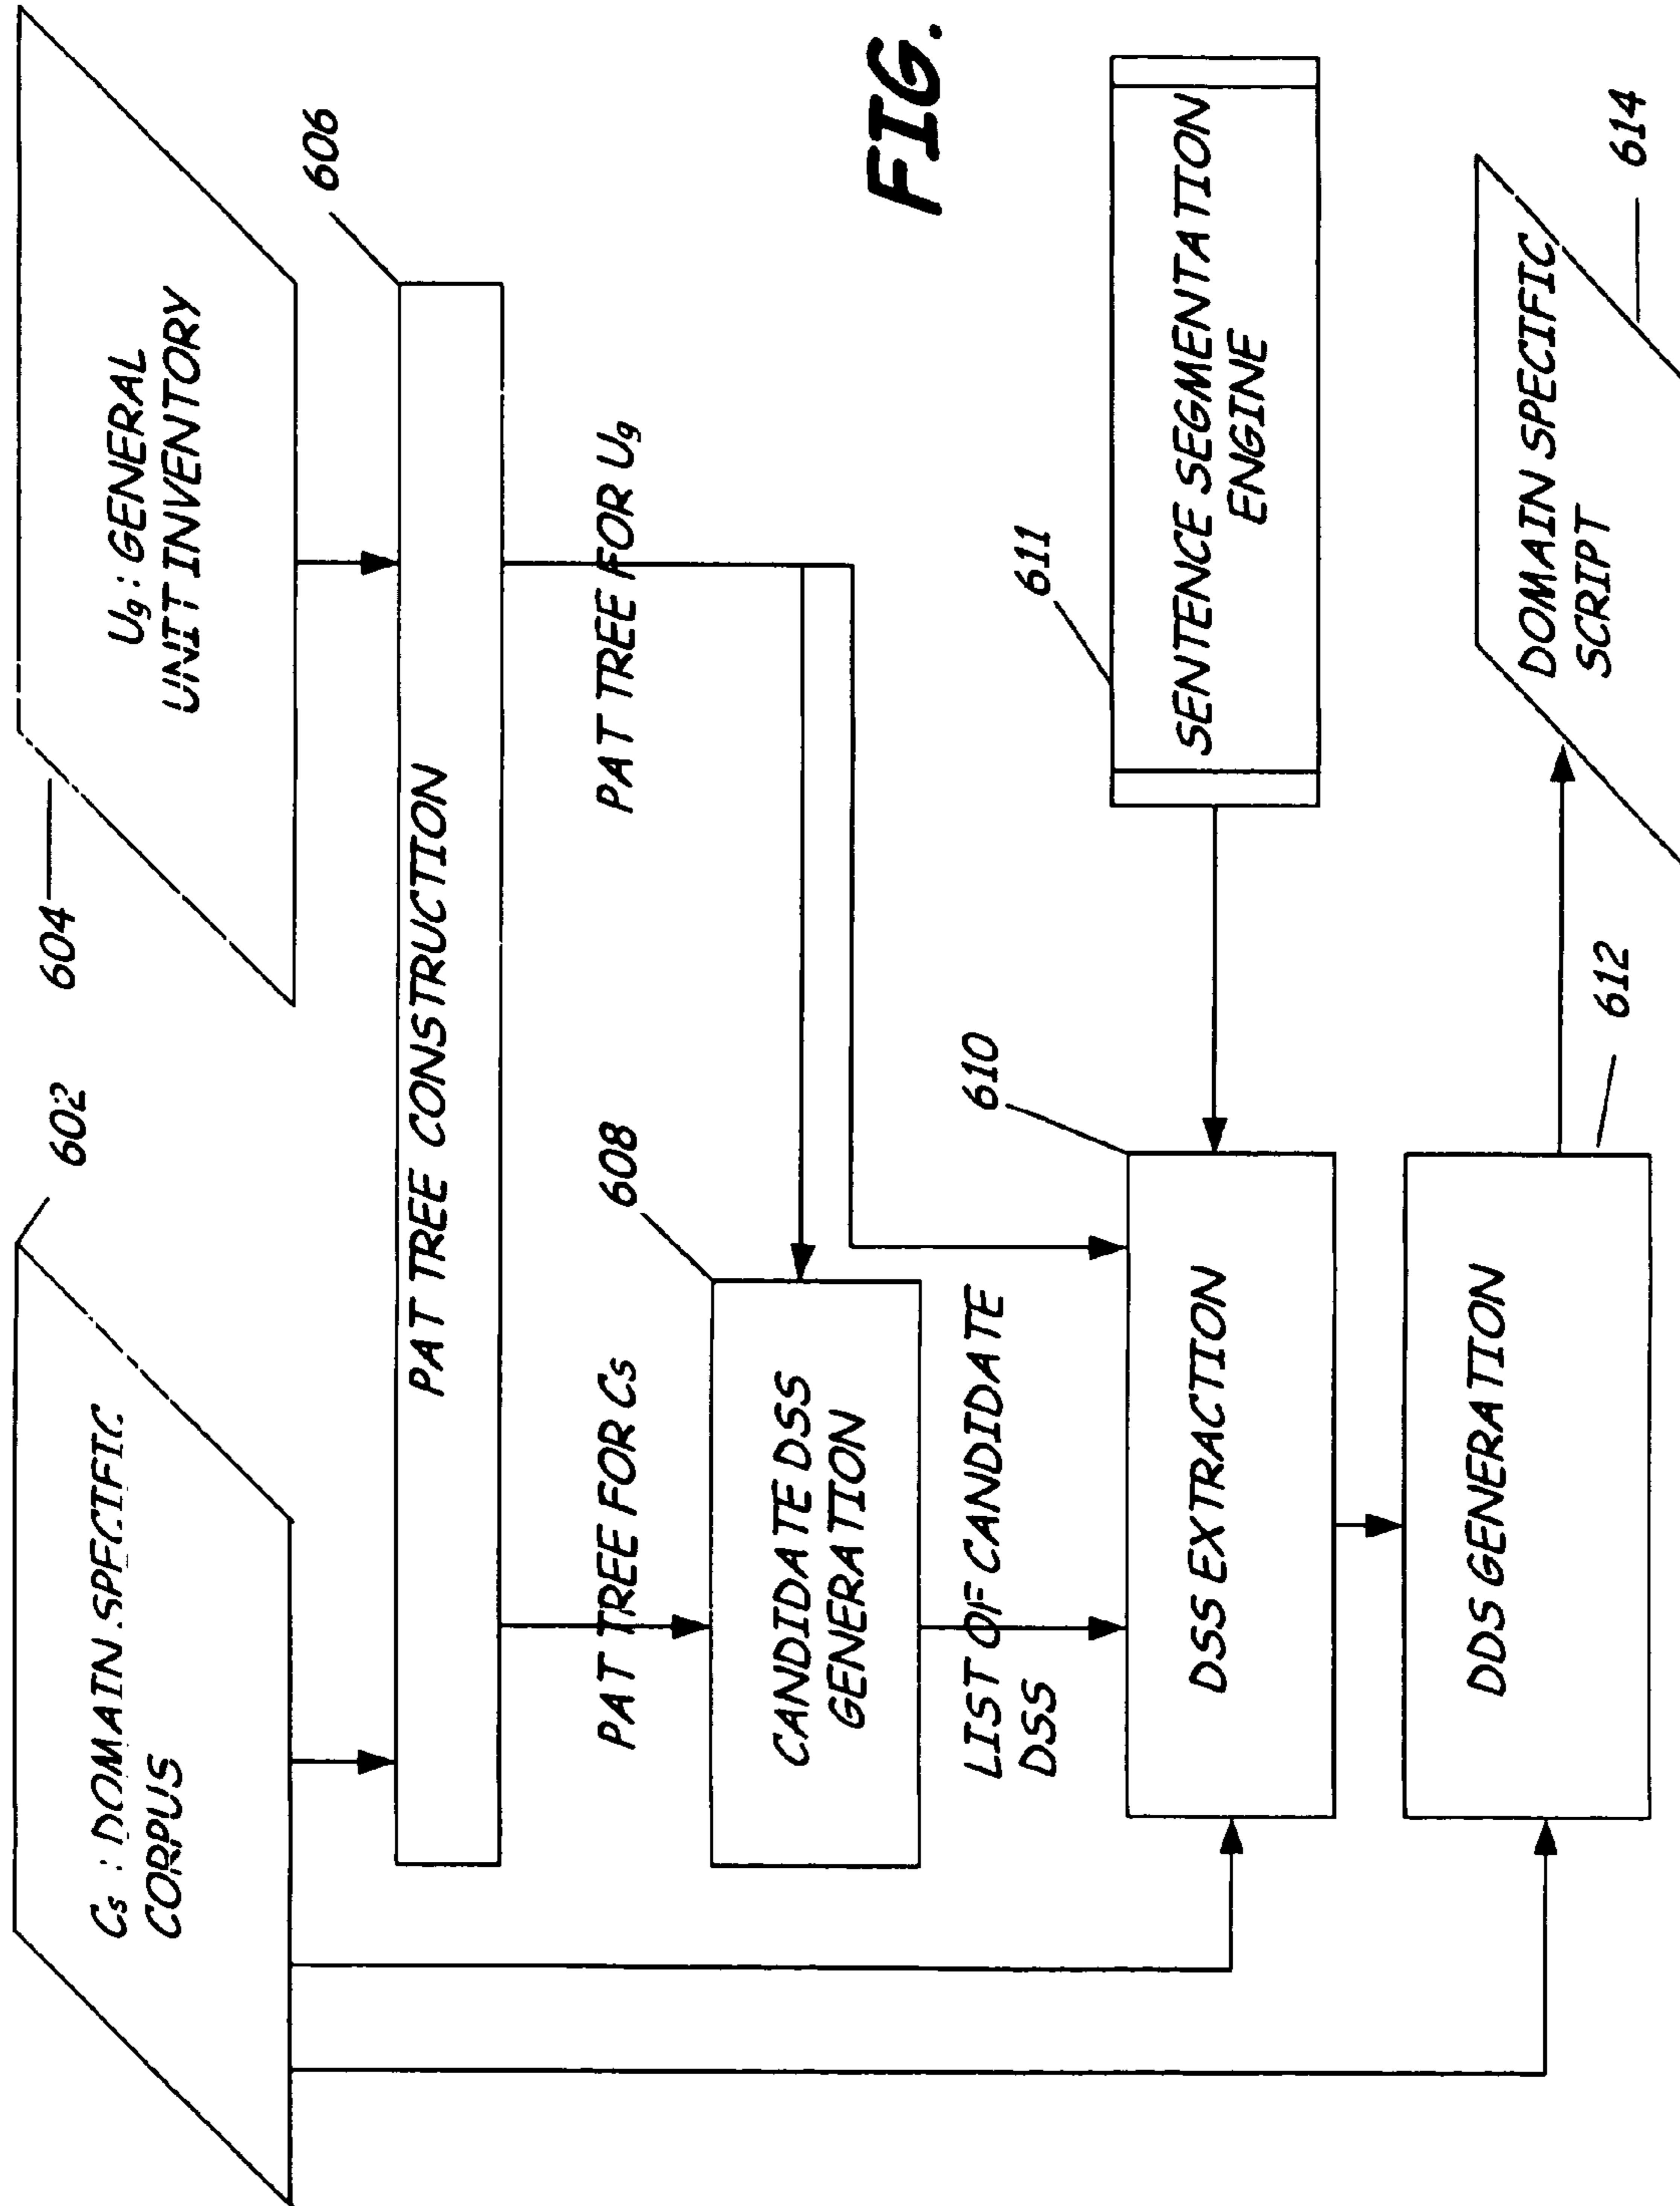 602
604
Cs : DOMAIN SPECIFIC
CORPUS
Ug : GENERAL
UNIT INVENTORY
606
PAT TREE CONSTRUCTION
PAT TREE FOR Cs
PAT TREE FOR Ug
608
CANDIDATE DSS
GENERATION
FIG.
LIST OF CANDIDATE
DSS
610
611
DSS EXTRACTION
SENTENCE SEGMENTATION
ENGINE
DDS GENERATION
612
DOMAIN SPECIFIC
SCRIPT
614